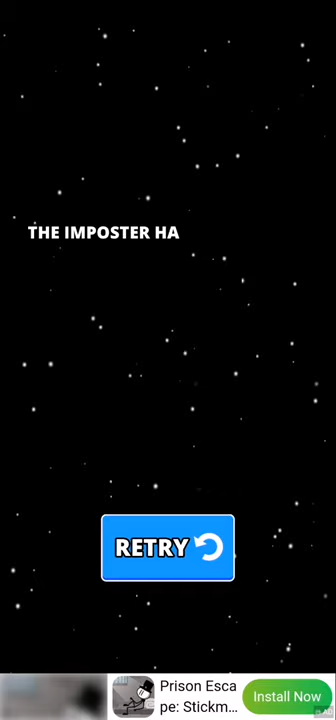 THE IMPOSTER HA
RETRY
Prison Esca
pe: Stickm...
Install Now